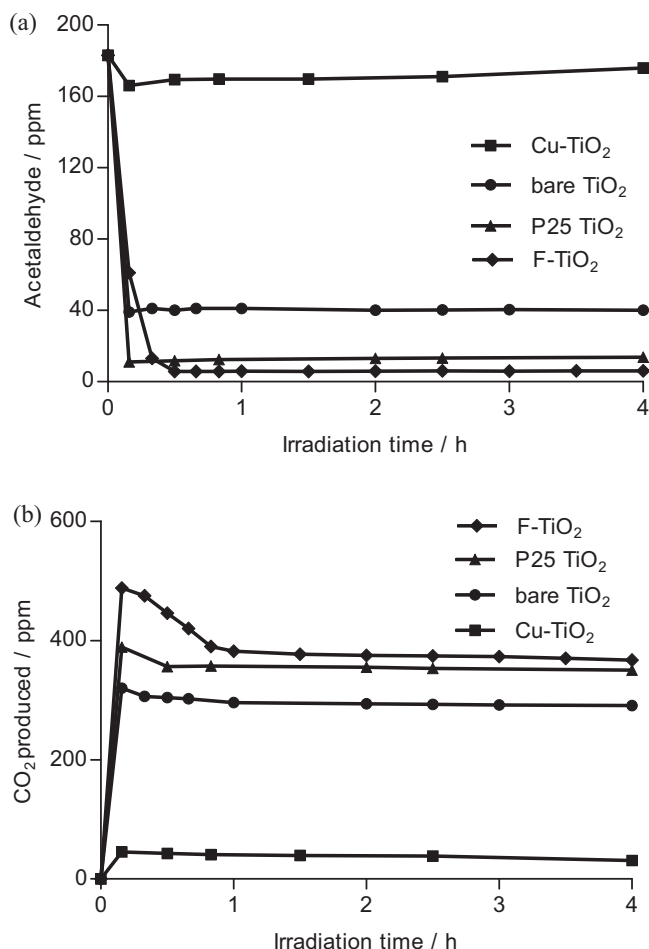 (a)
Acetaldehyde / ppm
200
160
120
80
40
0
Cu-TiO₂
bare TiO₂
P25 TiO₂
F-TiO₂
0 1 2 3 4
Irradiation time / h
(b)
CO₂ produced / ppm
600
400
200
0
F-TiO₂
P25 TiO₂
bare TiO₂
Cu-TiO₂
0 1 2 3 4
Irradiation time / h